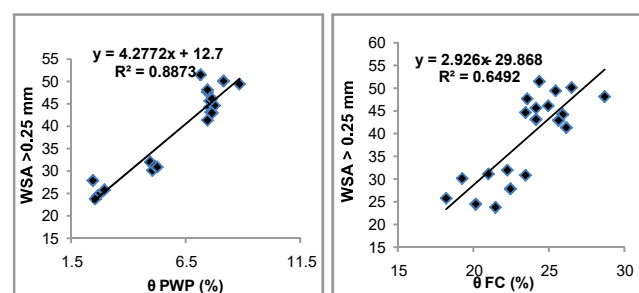 y = 4.2772x + 12.7
R² = 0.8873
WSA >0.25 mm
55
50
45
40
35
30
25
20
15
1.5 6.5 11.5
θ PWP (%)
y = 2.926x - 29.868
R² = 0.6492
WSA > 0.25 mm
60
55
50
45
40
35
30
25
20
15
15 20 25 30
θ FC (%)